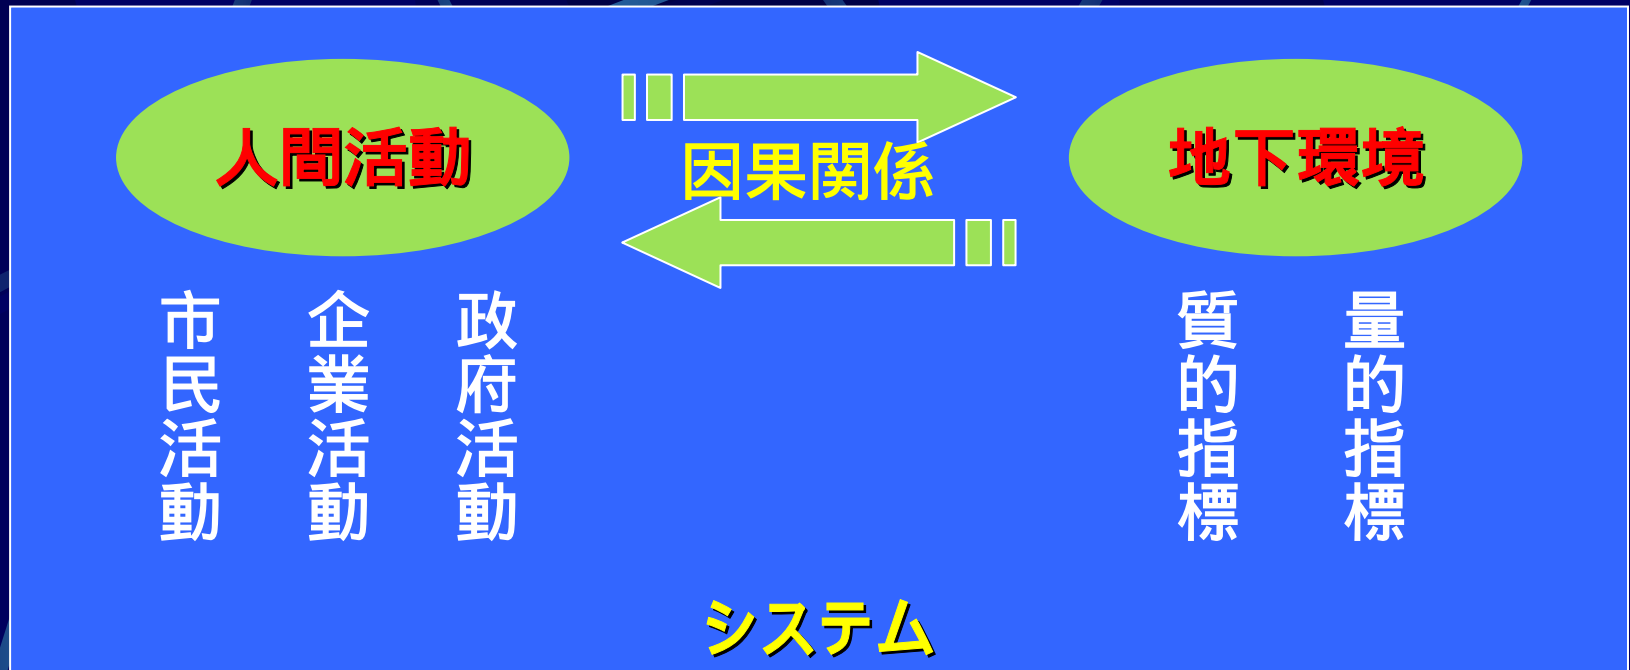 人間活動
因果関係
地下環境
市民活動
企業活動
政府活動
質的指標
量的指標
システム